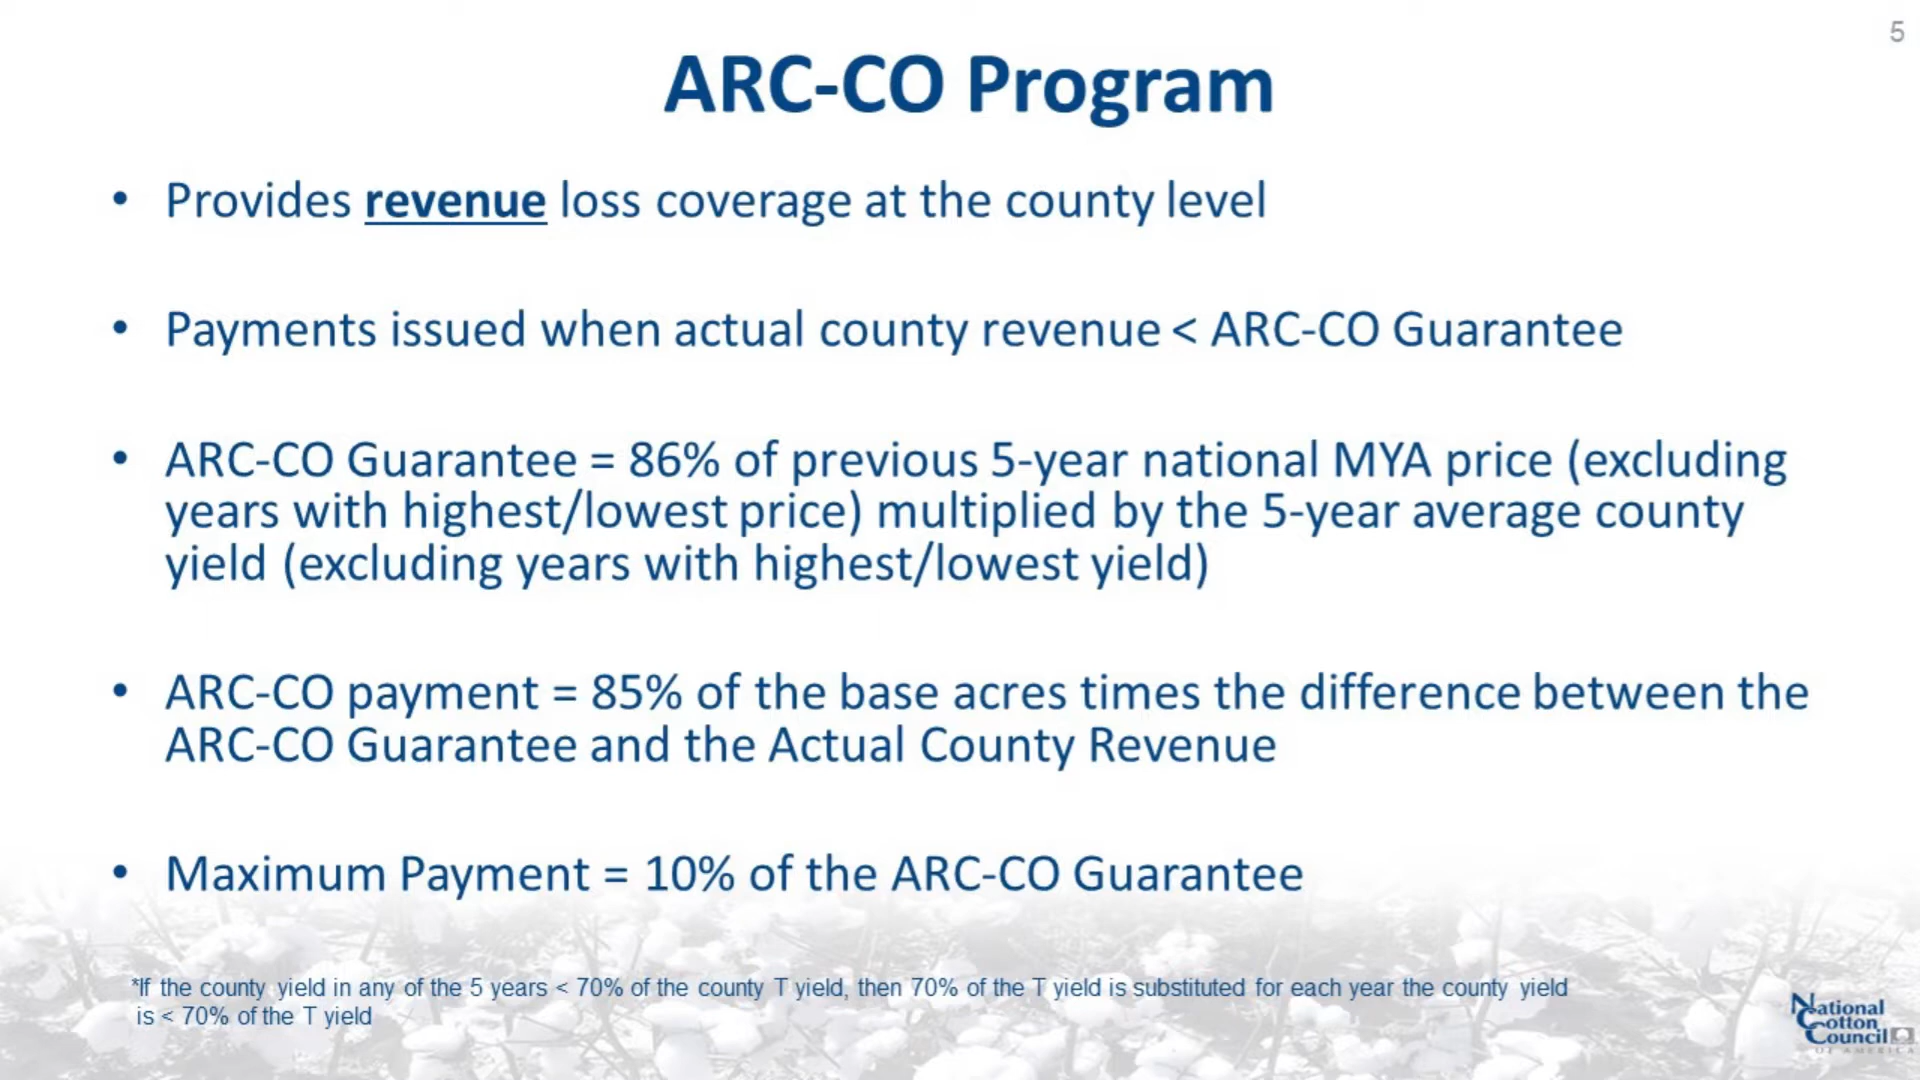 5
ARC-CO Program
• Provides revenue loss coverage at the county level
• Payments issued when actual county revenue < ARC-CO Guarantee
• ARC-CO Guarantee = 86% of previous 5-year national MYA price (excluding
years with highest/lowest price) multiplied by the 5-year average county
yield (excluding years with highest/lowest yield)
• ARC-CO payment = 85% of the base acres times the difference between the
ARC-CO Guarantee and the Actual County Revenue
• Maximum Payment = 10% of the ARC-CO Guarantee
*If the county yield in any of the 5 years < 70% of the county T yield, then 70% of the T yield is substituted for each year the county yield
is < 70% of the T yield
National
Cotton
Council
OF AMERICA